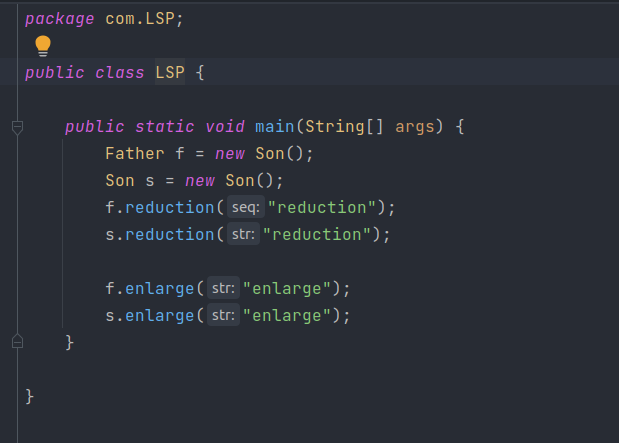 package com.LSP;
public class LSP {
public static void main(String[] args) {
Father f = new Son();
Son s = new Son();
f.reduction( seq: "reduction");
s.reduction( str: "reduction");
f.enlarge( str: "enlarge");
s.enlarge( str: "enlarge");
}
}